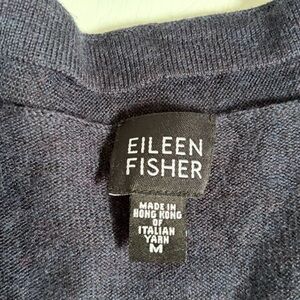 EILEEN
FISHER
MADE IN
HONG KONG
OF
ITALIAN
YARN
M